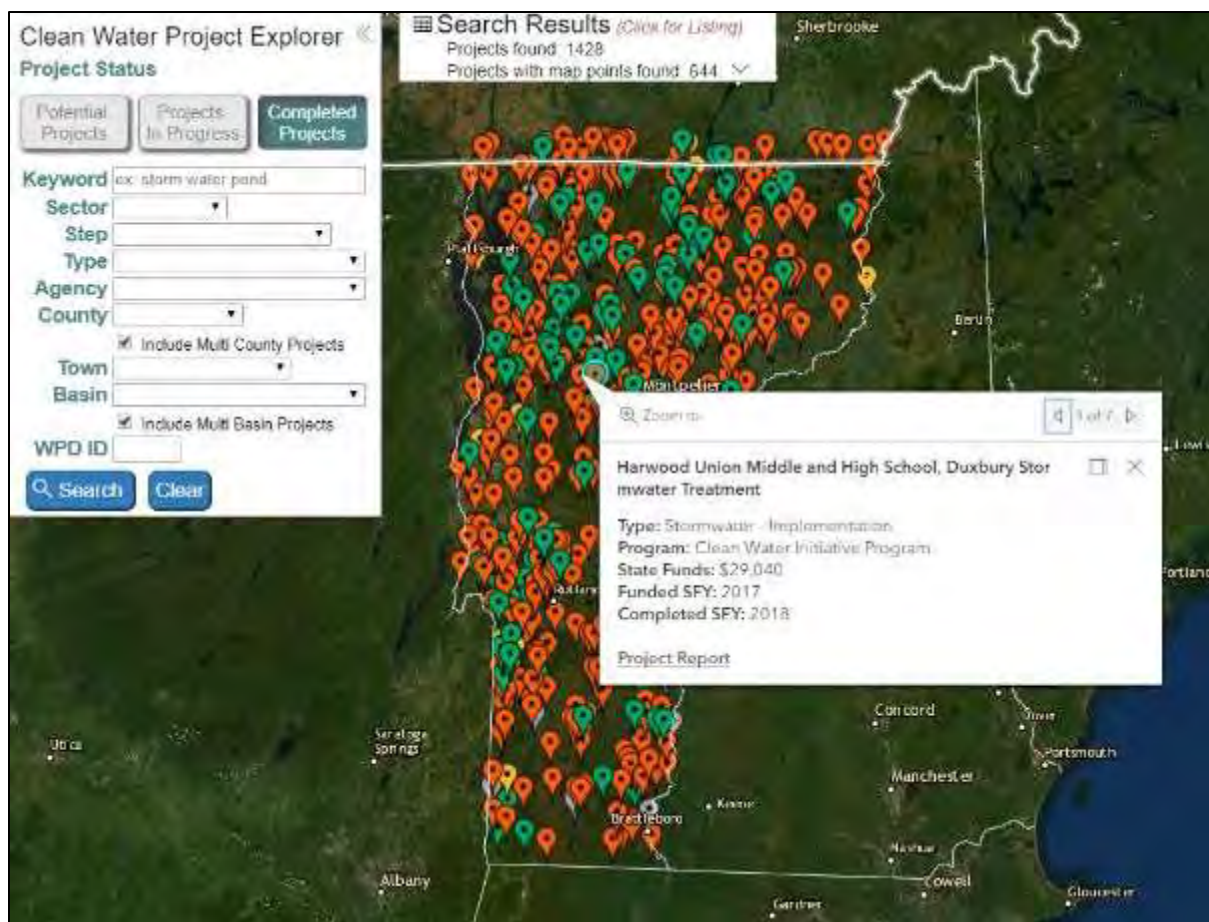 Clean Water Project Explorer «
Project Status
Potential Projects
Projects In Progress
Completed Projects
Keyword ex: storm water pond
Sector
Step
Type
Agency
County
Include Multi County Projects
Town
Basin
Include Multi Basin Projects
WPD ID
Search Clear
Search Results (Click for Listing)
Projects found 1428
Projects with map points found 644
Sherbrooke
Plattsburgh
Berlin
Montpelier
Zoom to
1 of 7
Harwood Union Middle and High School, Duxbury Stor
mwater Treatment
Type: Stormwater - Implementation
Program: Clean Water Initiative Program
State Funds: $29,040
Funded SFY: 2017
Completed SFY: 2018
Project Report
Lewi
Portland
Rutland
Concord
Dover
Utica
Saratoga
Springs
Portsmouth
Manchester
Keene
Brattleboro
Nashua
Albany
Lowell
Gloucester
Gardner